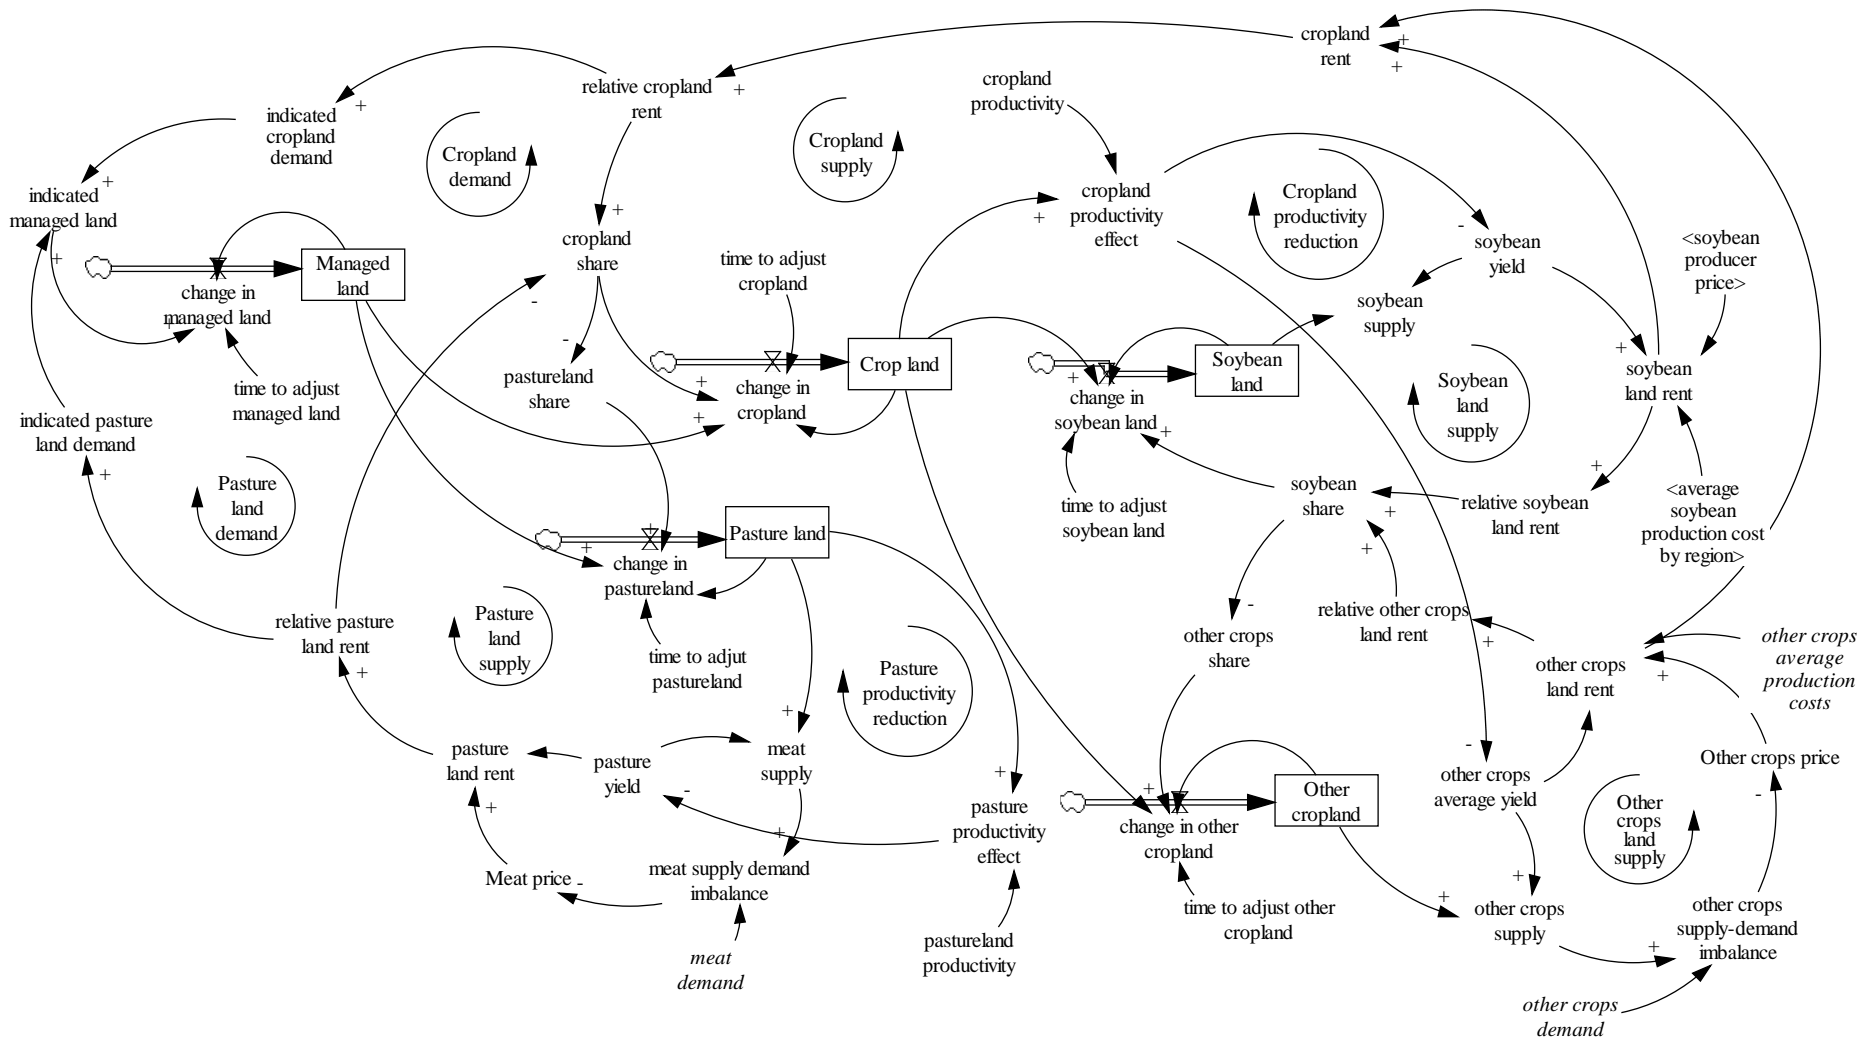 cropland
rent
relative cropland
rent
cropland
productivity
indicated
cropland
demand
Cropland
demand
Cropland
supply
indicated
managed land
cropland
productivity
effect
Cropland
productivity
reduction
soybean
yield
<soybean
producer
price>
cropland
share
Managed
land
change in
managed land
time to adjust
cropland
soybean
supply
time to adjust
managed land
pastureland
share
change in
cropland
Crop land
change in
soybean land
Soybean
land
Soybean
land
supply
soybean
land rent
indicated pasture
land demand
Pasture
land
demand
time to adjust
soybean land
soybean
share
relative soybean
land rent
<average
soybean
production cost
by region>
Pasture land
change in
pastureland
relative pasture
land rent
Pasture
land
supply
time to adjut
pastureland
Pasture
productivity
reduction
other crops
share
relative other crops
land rent
other crops
land rent
other crops
average
production
costs
pasture
land rent
pasture
yield
meat
supply
pasture
productivity
effect
change in other
cropland
Other
cropland
other crops
average yield
Other crops price
Other
crops
land
supply
Meat price
meat supply demand
imbalance
meat
demand
pastureland
productivity
time to adjust other
cropland
other crops
supply
other crops
supply-demand
imbalance
other crops
demand